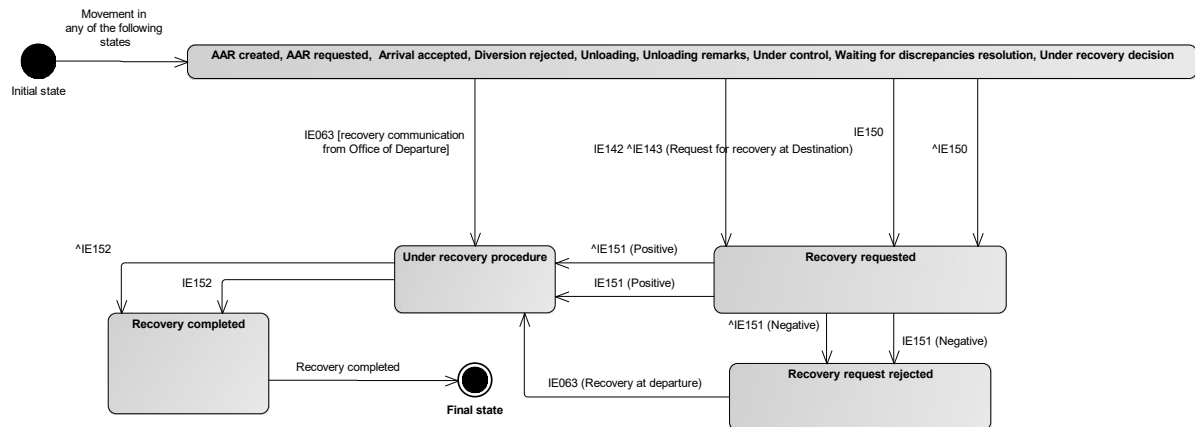 Movement in
any of the following
states
AAR created, AAR requested, Arrival accepted, Diversion rejected, Unloading, Unloading remarks, Under control, Waiting for discrepancies resolution, Under recovery decision
Initial state
IE063 [recovery communication
from Office of Departure]
IE142 ^IE143 (Request for recovery at Destination)
IE150
^IE150
^IE152
Under recovery procedure
^IE151 (Positive)
Recovery requested
IE152
IE151 (Positive)
Recovery completed
^IE151 (Negative)
IE151 (Negative)
Recovery completed
IE063 (Recovery at departure)
Recovery request rejected
Final state